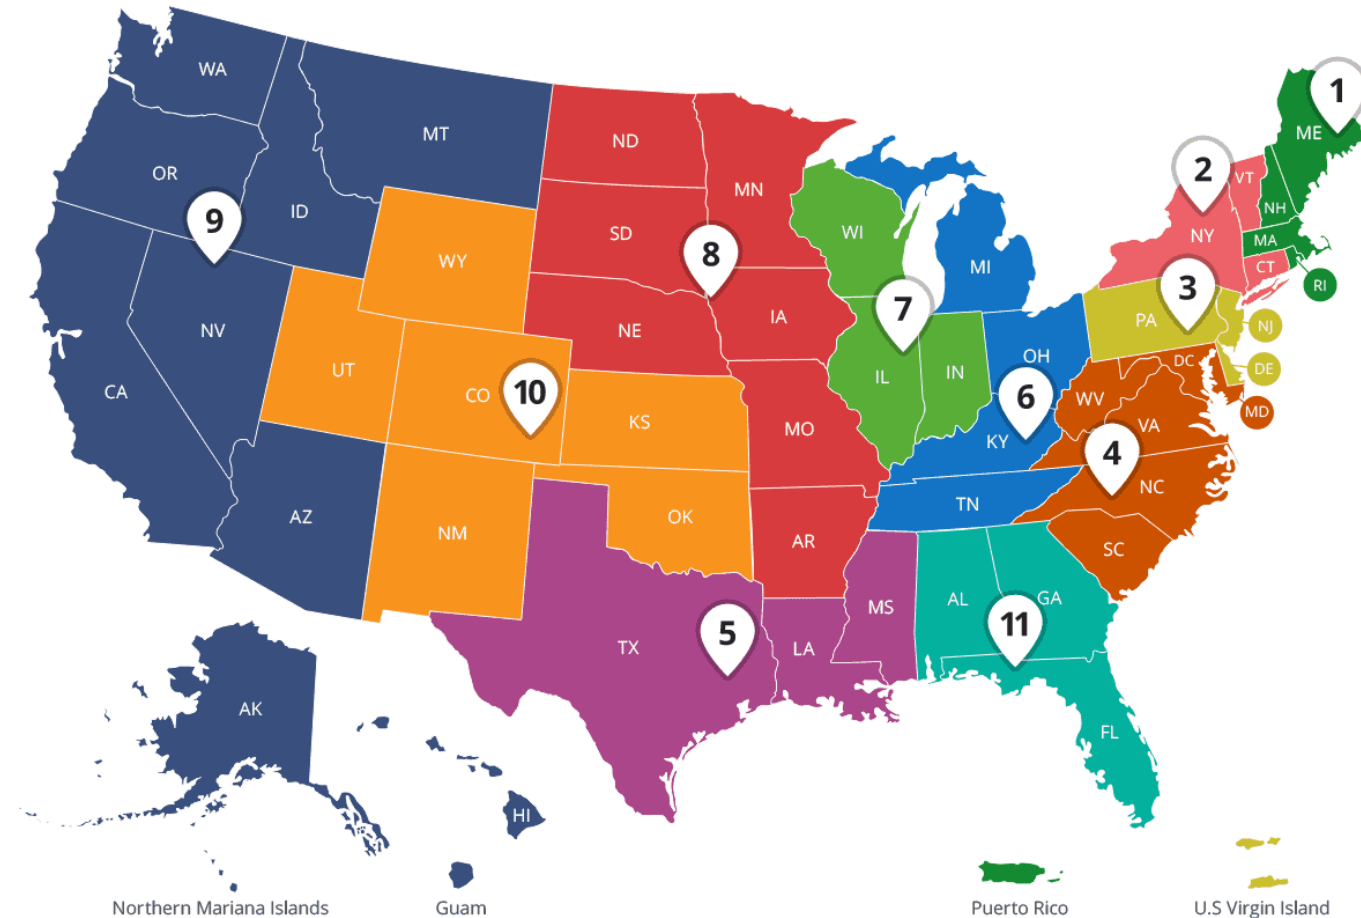 WA
MT
ND
MN
OR
ID
9
WY
SD
8
WI
MI
1
ME
2
VT
NH
NY
MA
CT
RI
3
PA
NJ
NV
NE
IA
7
OH
DC
DE
CA
UT
CO
10
KS
MO
IL
IN
6
KY
WV
VA
MD
4
NC
AZ
NM
OK
AR
TN
SC
TX
5
LA
MS
AL
GA
11
FL
AK
HI
Northern Mariana Islands
Guam
Puerto Rico
U.S Virgin Island